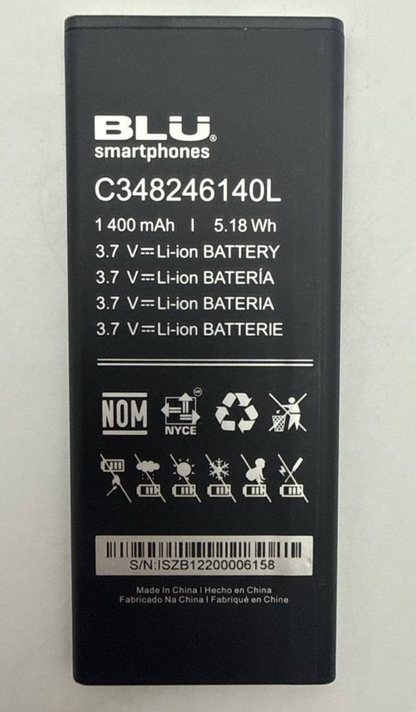 BLU®
smartphones
C348246140L
1 400 mAh I 5.18 Wh
3.7 V⎓Li-ion BATTERY
3.7 V⎓Li-ion BATERÍA
3.7 V⎓Li-ion BATERIA
3.7 V⎓Li-ion BATTERIE
NOM
NYCE
S/N:ISZB12200006158
Made In China I Hecho en China
Fabricado Na China I Fabriqué en Chine